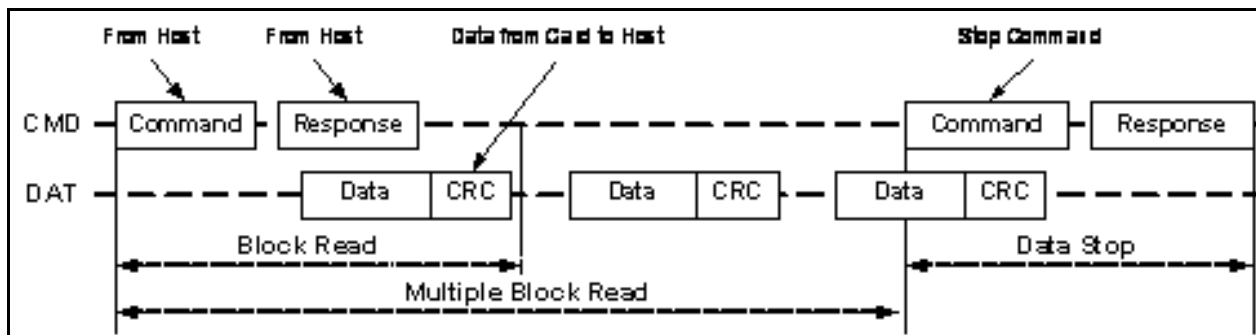 From Host From Host Data from Card to Host Stop Command
CMD Command Response Command Response
DAT Data CRC Data CRC Data CRC
Block Read Data Stop
Multiple Block Read